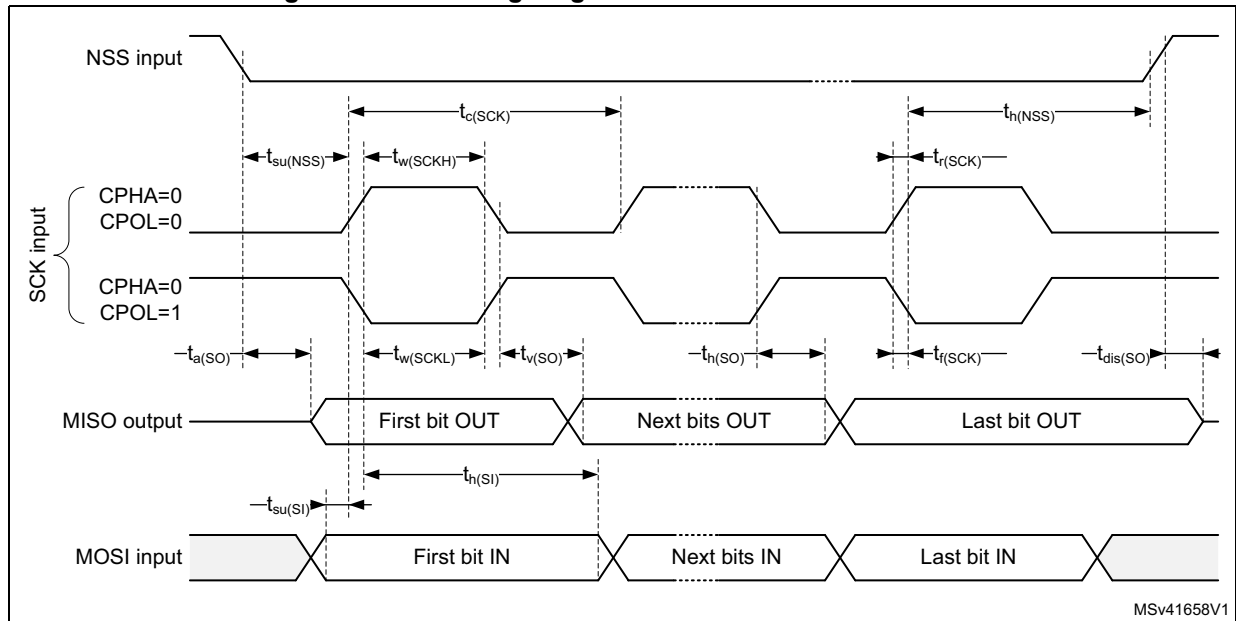 NSS input
tc(SCK)
th(NSS)
tsu(NSS)
tw(SCKH)
tr(SCK)
SCK input
CPHA=0
CPOL=0
CPHA=0
CPOL=1
ta(SO)
tw(SCKL)
tv(SO)
th(SO)
tf(SCK)
tdis(SO)
MISO output
First bit OUT
Next bits OUT
Last bit OUT
th(SI)
tsu(SI)
MOSI input
First bit IN
Next bits IN
Last bit IN
MSv41658V1